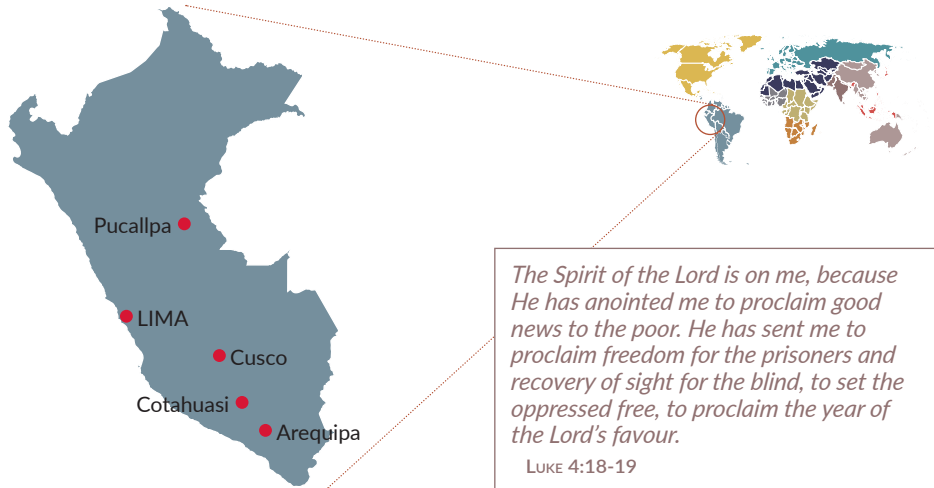 Pucallpa
LIMA
Cusco
Cotahuasi
Arequipa
The Spirit of the Lord is on me, because
He has anointed me to proclaim good
news to the poor. He has sent me to
proclaim freedom for the prisoners and
recovery of sight for the blind, to set the
oppressed free, to proclaim the year of
the Lord’s favour.
LUKE 4:18-19